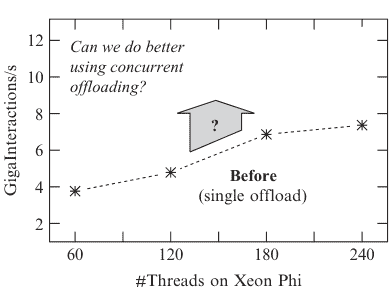 12
Can we do better
using concurrent
offloading?
10
8
?
6
Before
(single offload)
4
2
GigaInteractions/s
60 120 180 240
#Threads on Xeon Phi